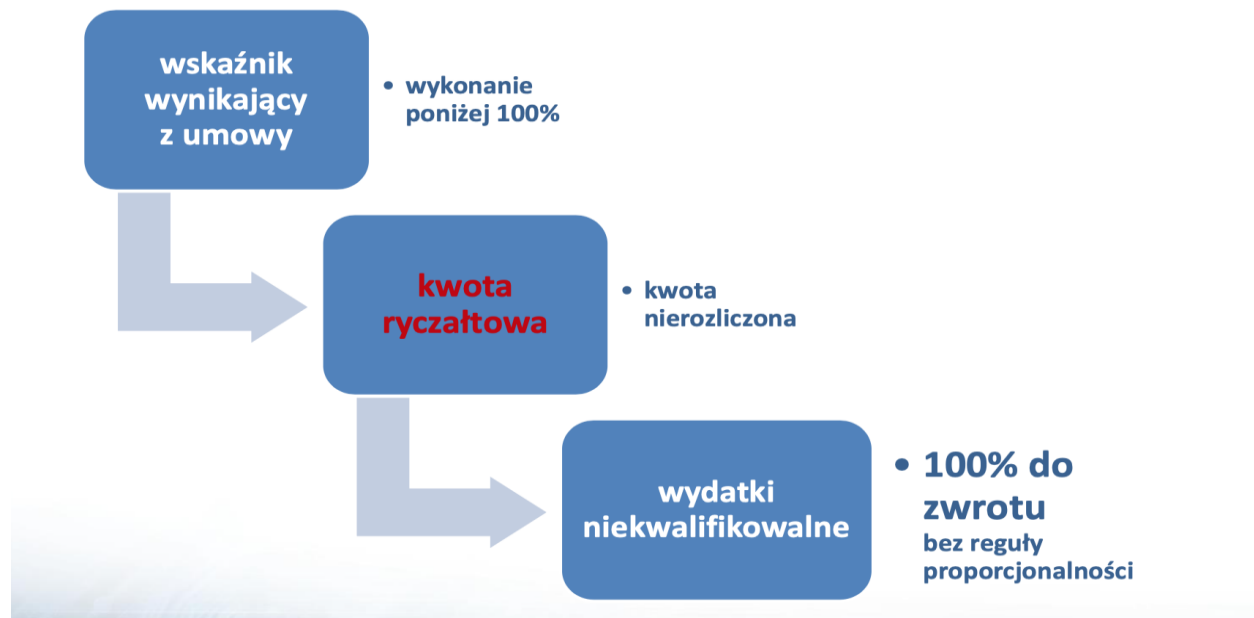 wskaźnik
wynikający
z umowy
• wykonanie
poniżej 100%
kwota
ryczałtowa
• kwota
nierozliczona
wydatki
niekwalifikowalne
• 100% do
zwrotu
bez reguły
proporcjonalności